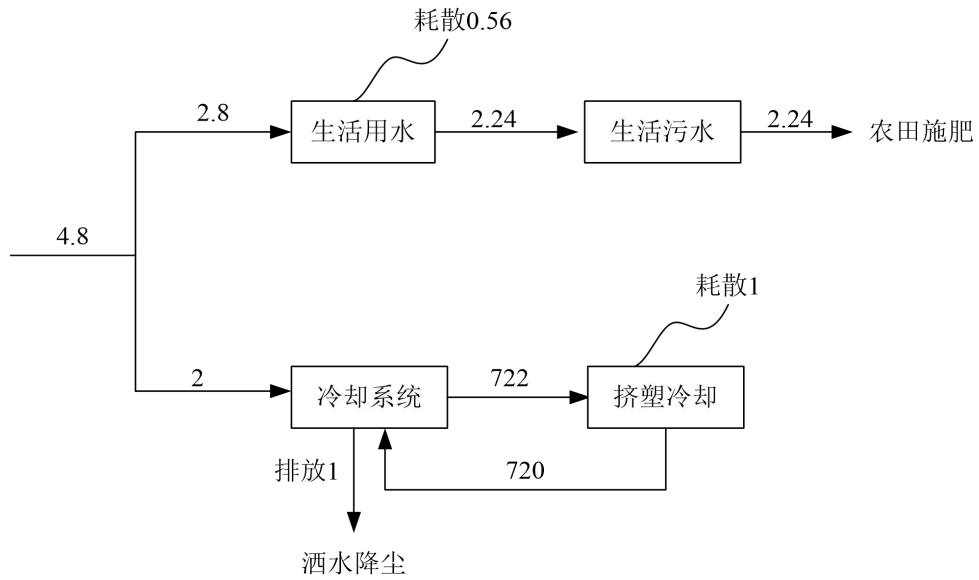 耗散0.56
2.8
生活用水
2.24
生活污水
2.24
农田施肥
4.8
耗散1
2
冷却系统
722
挤塑冷却
排放1
720
洒水降尘